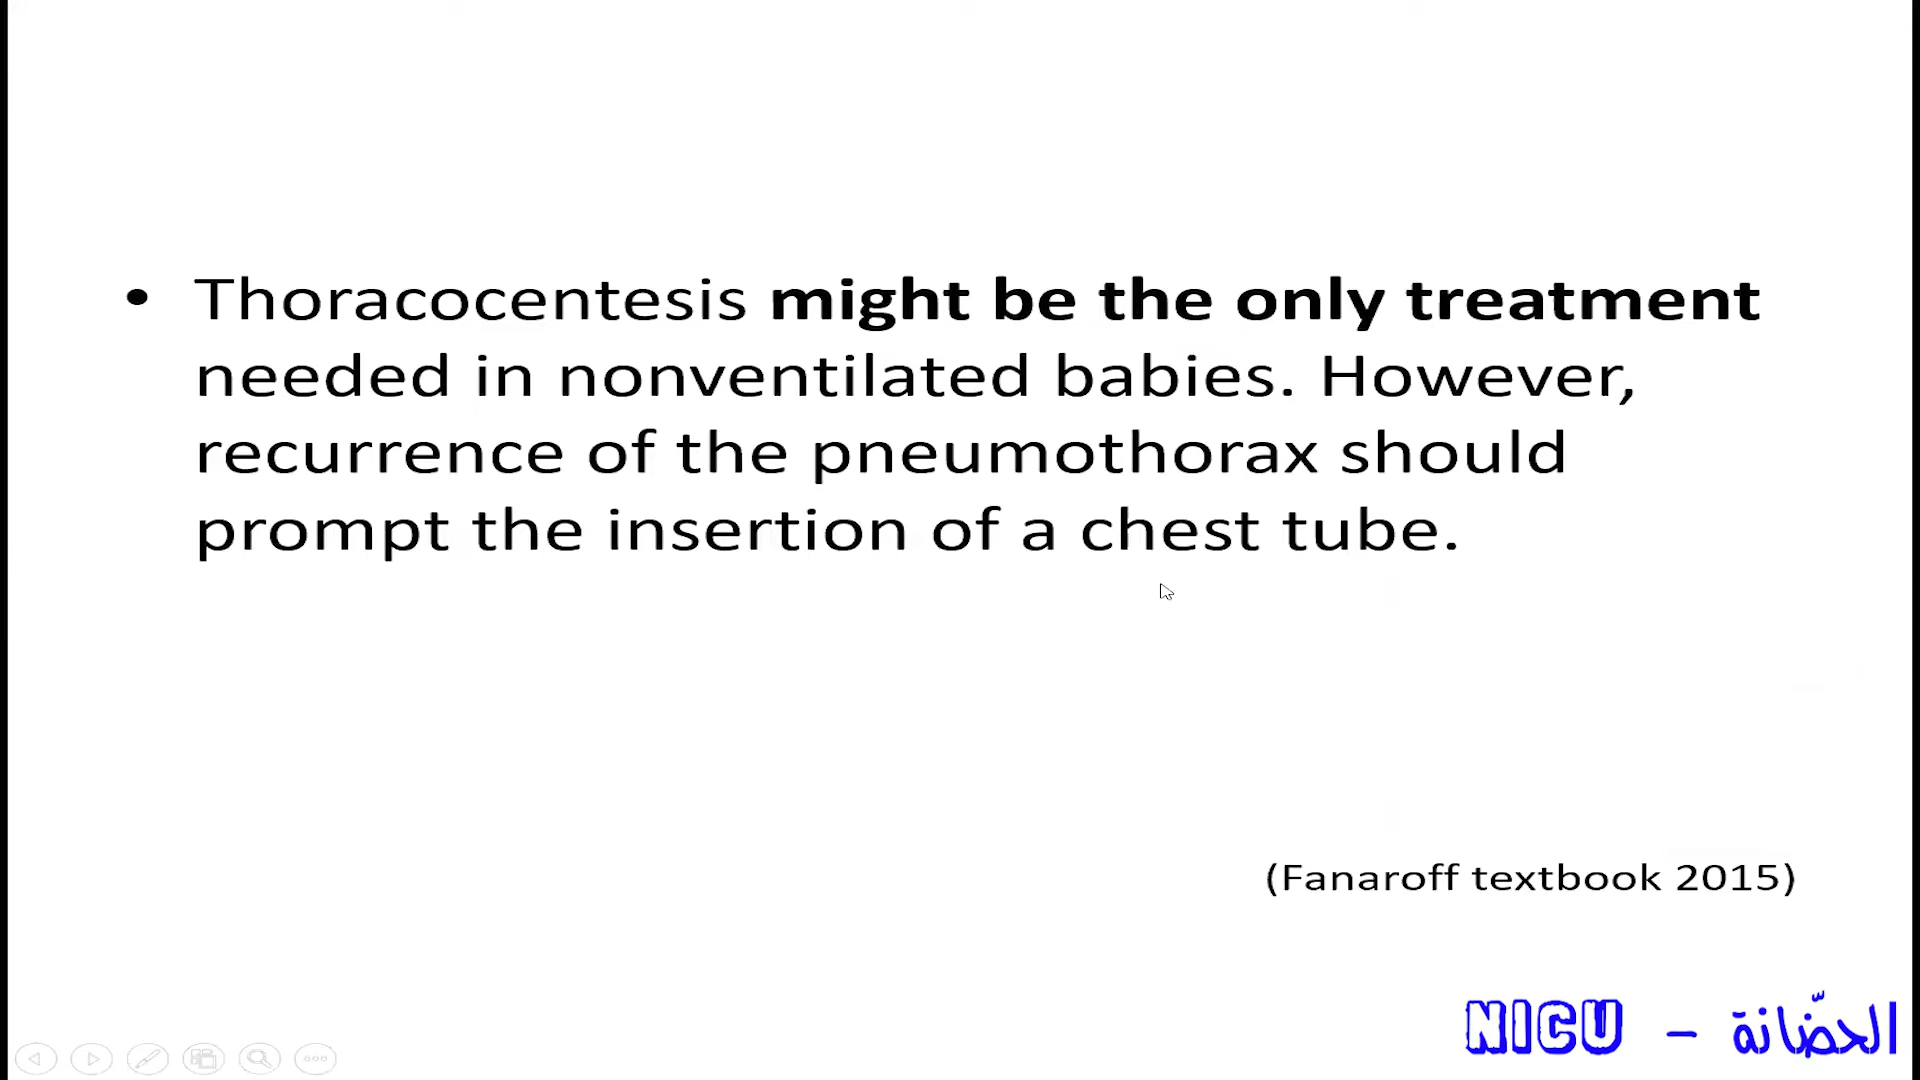 • Thoracocentesis might be the only treatment
needed in nonventilated babies. However,
recurrence of the pneumothorax should
prompt the insertion of a chest tube.
(Fanaroff textbook 2015)
NICU – الحضّانة